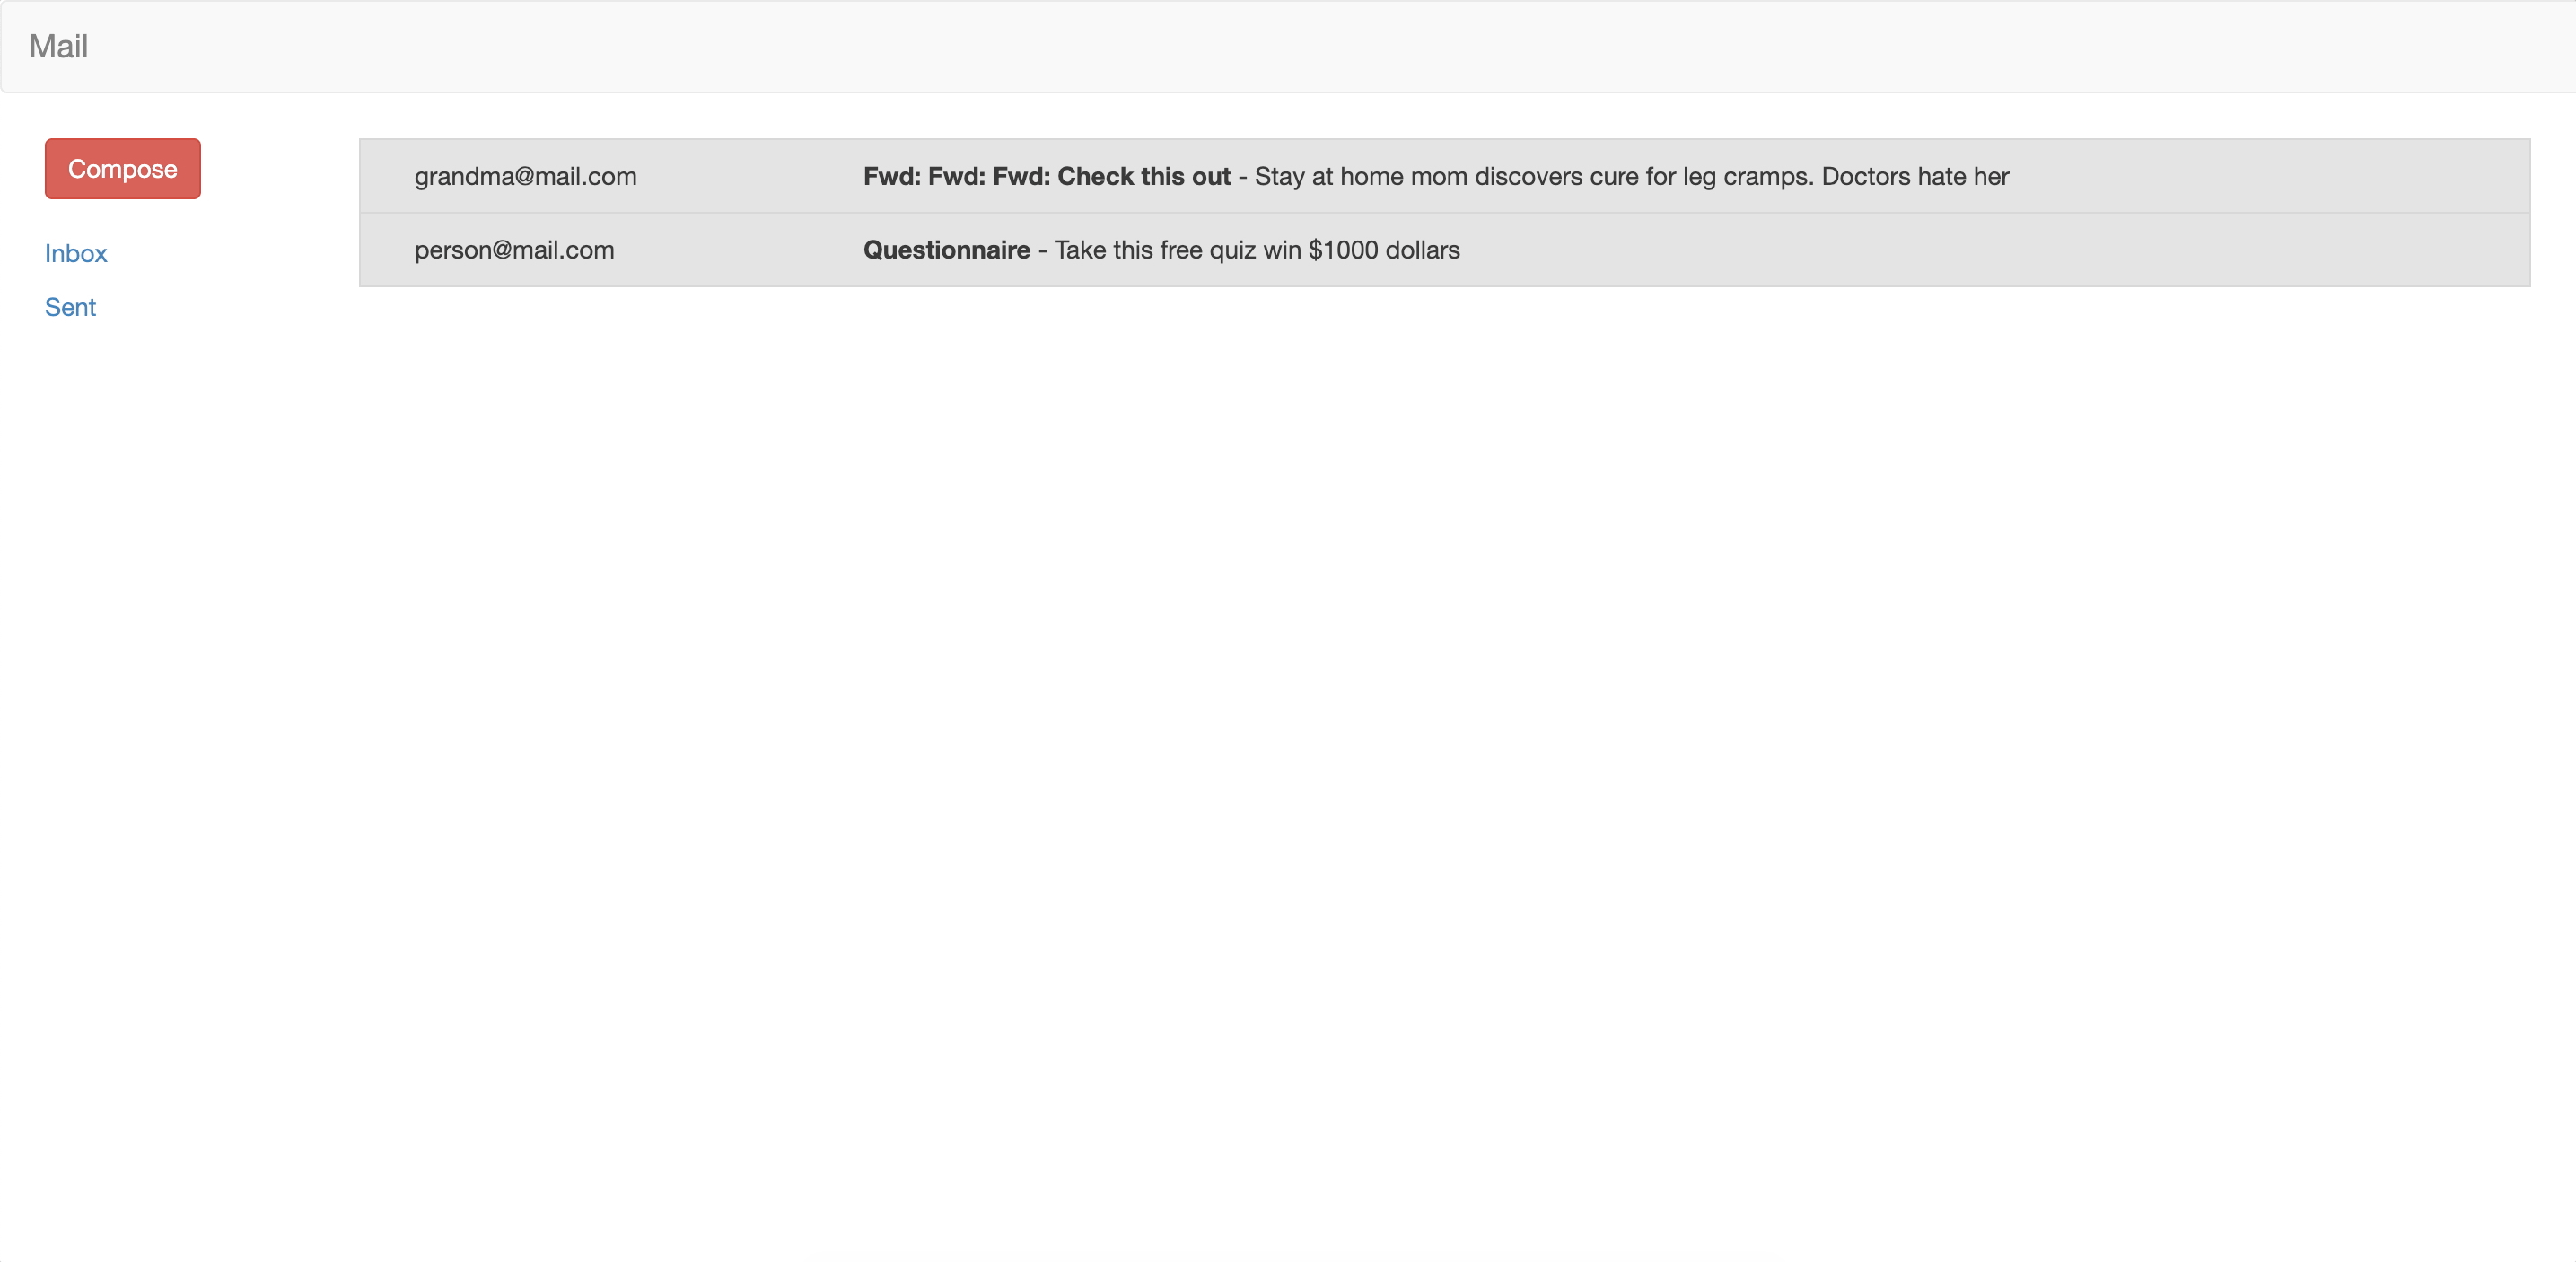 Mail
Compose
Inbox
Sent
grandma@mail.com Fwd: Fwd: Fwd: Check this out - Stay at home mom discovers cure for leg cramps. Doctors hate her
person@mail.com Questionnaire - Take this free quiz win $1000 dollars